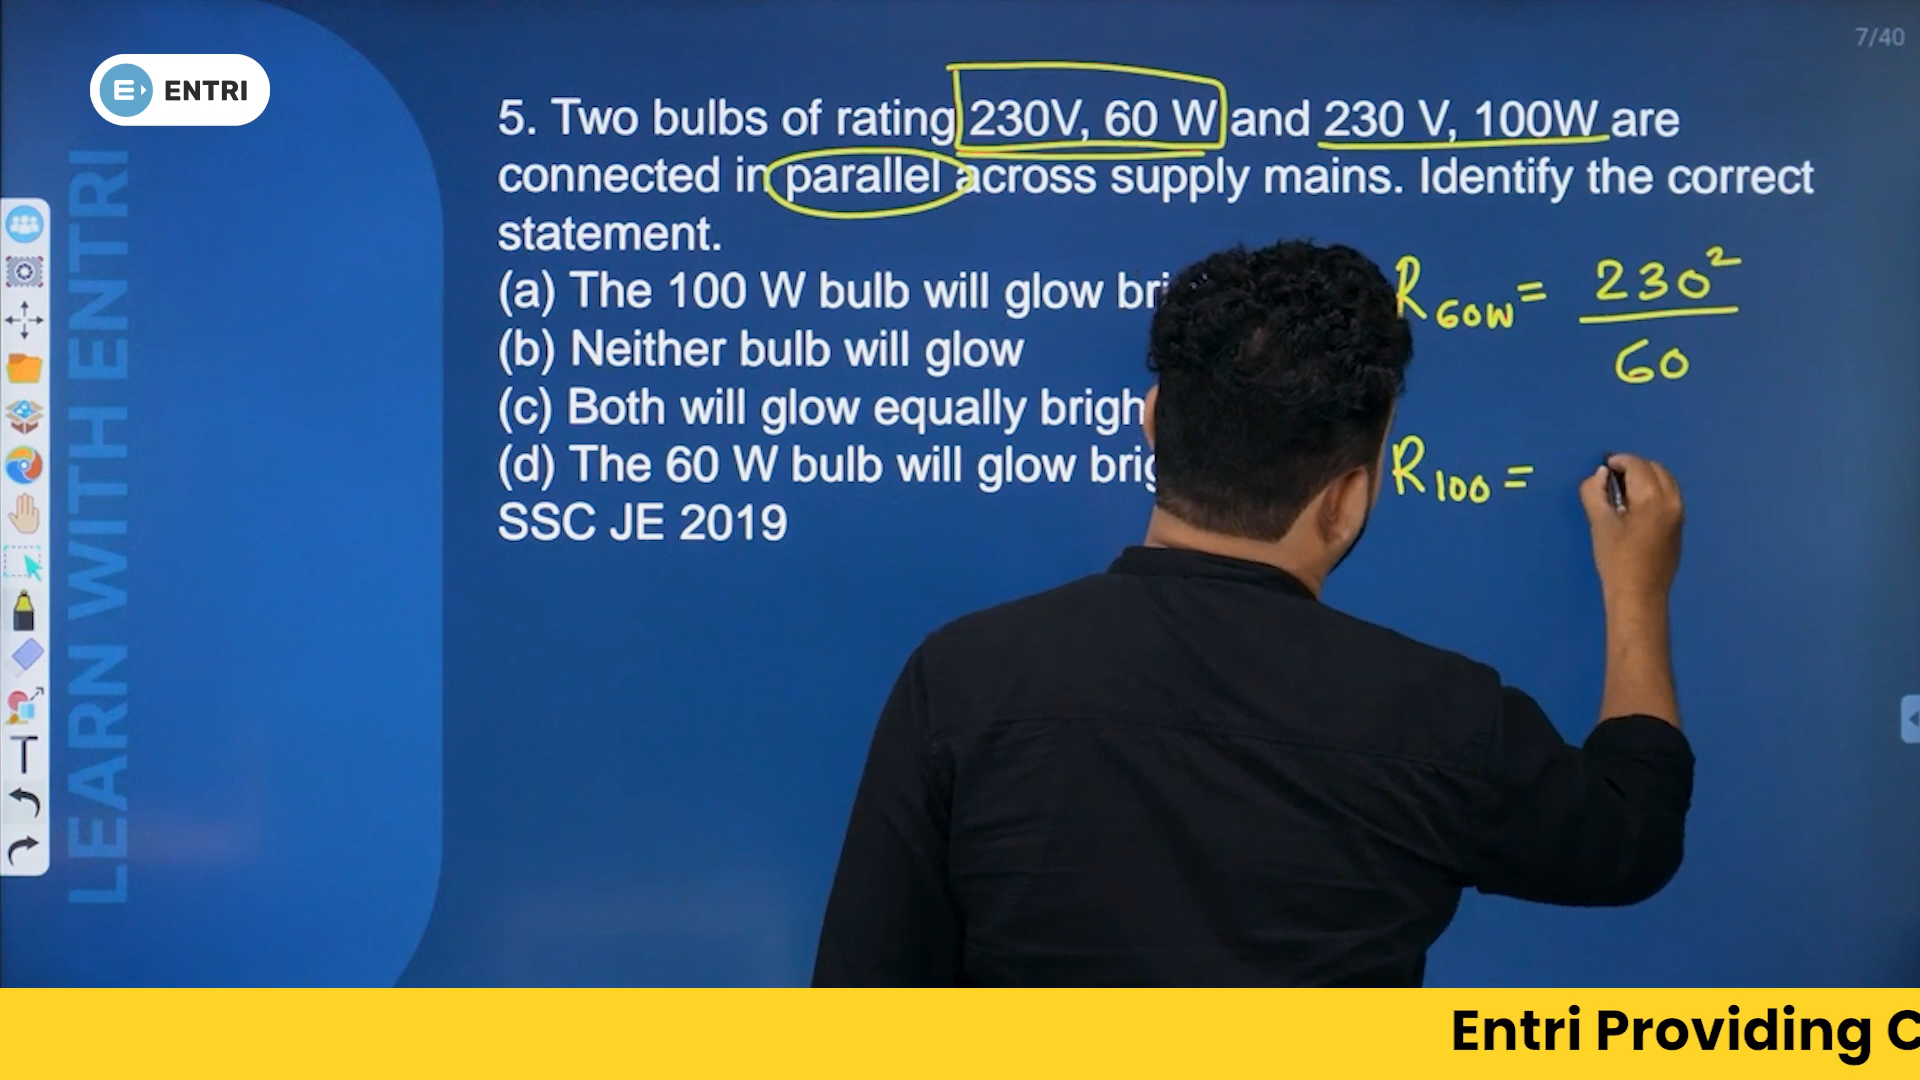 7/40
ENTRI
LEARN WITH ENTRI
5. Two bulbs of rating 230V, 60 W and 230 V, 100W are
connected in parallel across supply mains. Identify the correct
statement.
(a) The 100 W bulb will glow
(b) Neither bulb will glow
(c) Both will glow equally
(d) The 60 W bulb will glow
SSC JE 2019
R60W = 230²
60
R100 =
T
Entri Providing